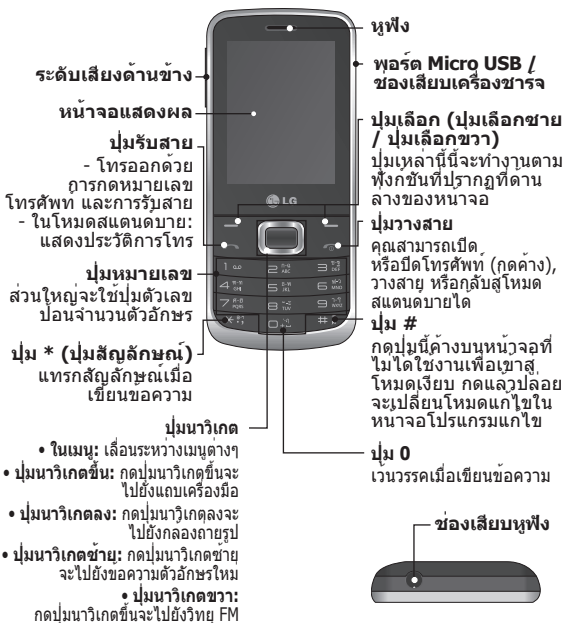 หูฟัง
พอร์ต Micro USB /
ช่องเสียบเครื่องชาร์จ
ระดับเสียงด้านข้าง
หน้าจอแสดงผล
ปุ่มรับสาย
- โทรออกด้วย
การกดหมายเลข
โทรศัพท์ และการรับสาย
- ในโหมดสแตนดบาย:
แสดงประวัติการโทร
ปุ่มหมายเลข
ส่วนใหญ่จะใช้ปุ่มตัวเลข
ป้อนจำนวนตัวอักษร
ปุ่ม * (ปุ่มสัญลักษณ์)
แทรกสัญลักษณ์เมื่อ
เขียนข้อความ
ปุ่มนาวิเกต
• ในเมนู: เลื่อนระหว่างเมนูต่างๆ
• ปุ่มนาวิเกตขึ้น: กดปุ่มนาวิเกตขึ้นจะ
ไปยังแถบเครื่องมือ
• ปุ่มนาวิเกตลง: กดปุ่มนาวิเกตลงจะ
ไปยังกล้องถ่ายรูป
• ปุ่มนาวิเกตซ้าย: กดปุ่มนาวิเกตซ้าย
จะไปยังข้อความตัวอักษรใหม่
• ปุ่มนาวิเกตขวา:
กดปุ่มนาวิเกตขึ้นจะไปยังวิทยุ FM
ปุ่มเลือก (ปุ่มเลือกซ้าย
/ ปุ่มเลือกขวา)
ปุ่มเหล่านี้นี้จะทำงานตาม
ฟังก์ชันที่ปรากฏที่ด้าน
ล่างของหน้าจอ
ปุ่มวางสาย
คุณสามารถเปิด
หรือปิดโทรศัพท์ (กดค้าง),
วางสาย หรือกลับสู่โหมด
สแตนดบายได้
ปุ่ม #
กดปุ่มนี้ค้างบนหน้าจอที่
ไม่ได้ใช้งานเพื่อเข้าสู่
โหมดเงียบ กดแล้วปล่อย
จะเปลี่ยนโหมดแก้ไขใน
หน้าจอโปรแกรมแก้ไข
ปุ่ม 0
เว้นวรรคเมื่อเขียนข้อความ
ช่องเสียบหูฟัง
LG
1 2 ABC 3 DEF
4 GHI 5 JKL 6 MNO
7 PQRS 8 TUV 9 WXYZ
* 0 #